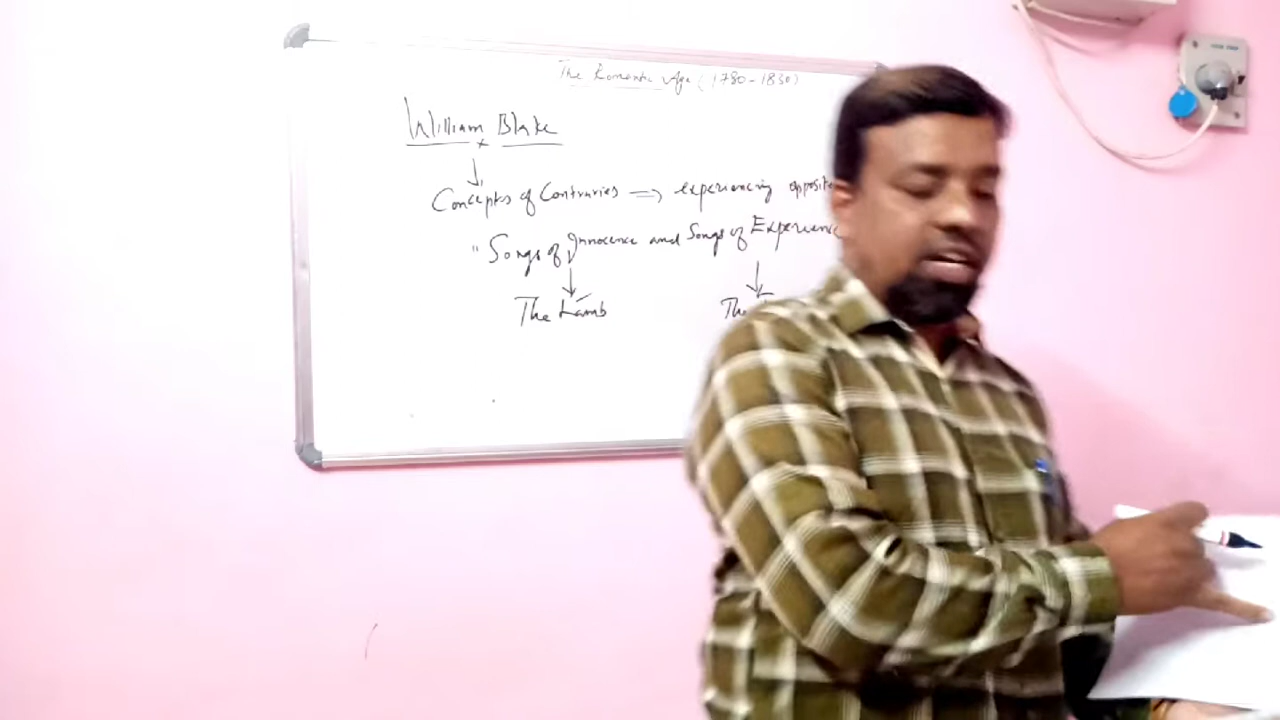 The Romantic Age (1780-1830)
William Blake
Concepts of Contraries ⇒ experiencing opposite
"Songs of Innocence and Songs of Experience
The Lamb The